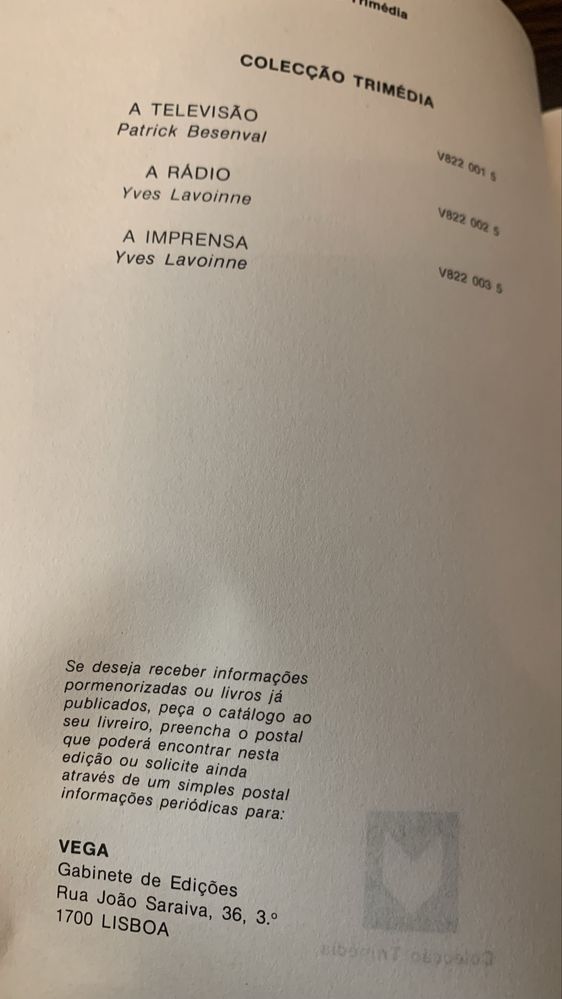 Trimédia
COLECÇÃO TRIMÉDIA
A TELEVISÃO
Patrick Besenval
V822 001 5
A RÁDIO
Yves Lavoinne
V822 002 5
A IMPRENSA
Yves Lavoinne
V822 003 5
Se deseja receber informações
pormenorizadas ou livros já
publicados, peça o catálogo ao
seu livreiro, preencha o postal
que poderá encontrar nesta
edição ou solicite ainda
através de um simples postal
informações periódicas para:
VEGA
Gabinete de Edições
Rua João Saraiva, 36, 3.º
1700 LISBOA
Colecção Trimédia